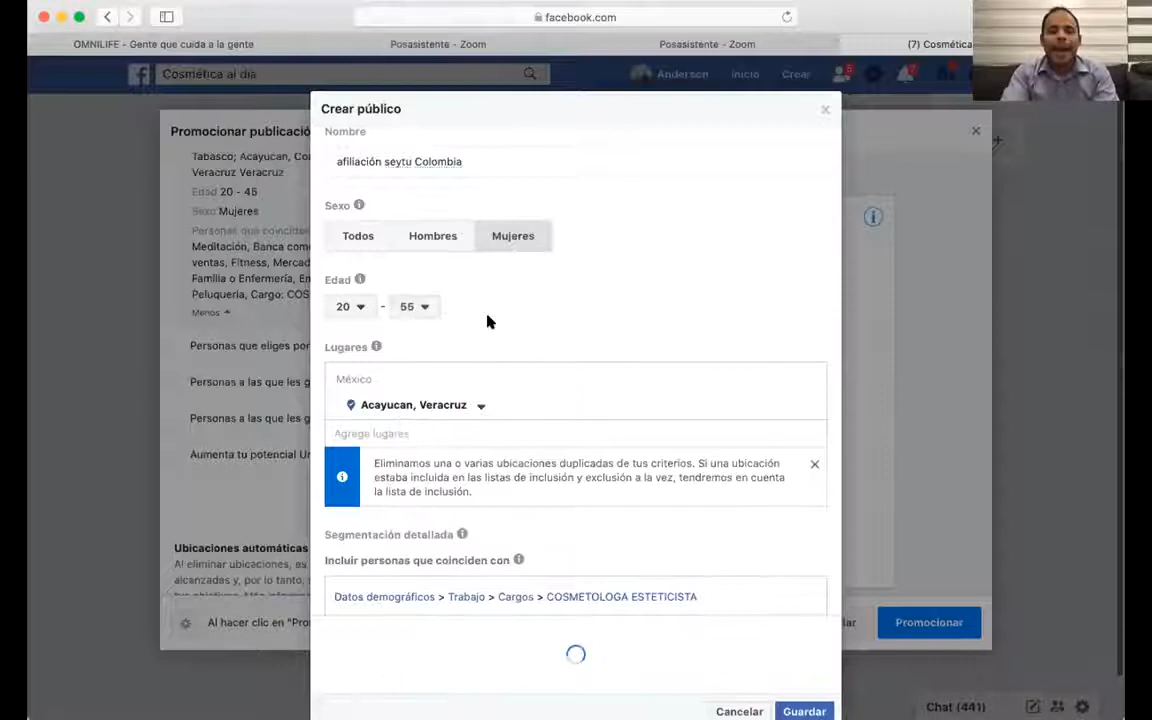 facebook.com
OMNILIFE - Gente que cuida a la gente
Posasistente - Zoom
Posasistente - Zoom
(7) Cosmética
Cosmética al día
Anderson
Inicio
Crear
Promocionar publicació
Tabasco; Acayucan,
Veracruz Veracruz
Edad 20 - 45
Sexo Mujeres
Personas que coinciden
Meditación, Banca
ventas, Fitness,
Familia o Enfermería,
Peluquería, Cargo: COS
Menos
Personas que eliges por
Personas a las que les g
Personas a las que les g
Aumenta tu potencial
Ubicaciones automáticas
Al eliminar ubicaciones, es
alcanzadas y, por lo tanto,
Al hacer clic en "Pro
Crear público
Nombre
afiliación seytu Colombia
Sexo
Todos
Hombres
Mujeres
Edad
20 - 55
Lugares
México
Acayucan, Veracruz
Agrega lugares
Eliminamos una o varias ubicaciones duplicadas de tus criterios. Si una ubicación
estaba incluida en las listas de inclusión y exclusión a la vez, tendremos en cuenta
la lista de inclusión.
Segmentación detallada
Incluir personas que coinciden con
Datos demográficos > Trabajo > Cargos > COSMETOLOGA ESTETICISTA
Cancelar
Guardar
lar
Promocionar
Chat (441)